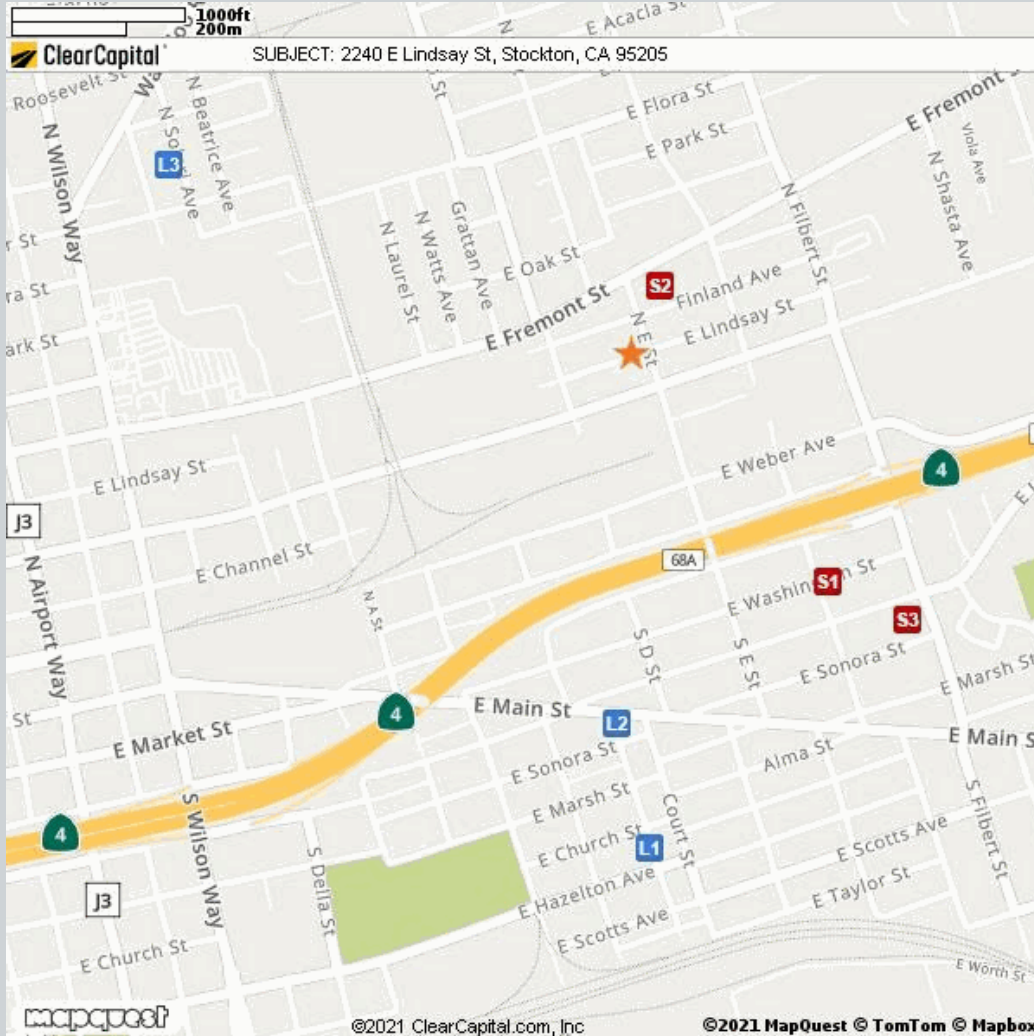 1000ft
200m
ClearCapital
SUBJECT: 2240 E Lindsay St, Stockton, CA 95205
E Acacia St
Roosevelt St
N Beatrice Ave
E Flora St
E Fremont St
N Wilson Way
L3
E Park St
Viola Ave
N Shasta Ave
N Filbert St
N Laurel St
N Watts Ave
Grattan Ave
E Oak St
S2
Finland Ave
E Fremont St
N E St
E Lindsay St
E Weber Ave
4
E Lindsay St
J3
E Channel St
68A
N Airport Way
N A St
E Washington St
S1
S3
S D St
S E St
E Sonora St
E Marsh St
4
E Main St
L2
E Market St
E Main S
E Sonora St
Alma St
4
S Wilson Way
E Marsh St
Court St
S Filbert St
E Church St
L1
E Scotts Ave
S Della St
E Hazelton Ave
E Taylor St
J3
E Scotts Ave
E Church St
E Worth St
mapquest
©2021 ClearCapital.com, Inc
©2021 MapQuest © TomTom © Mapbox